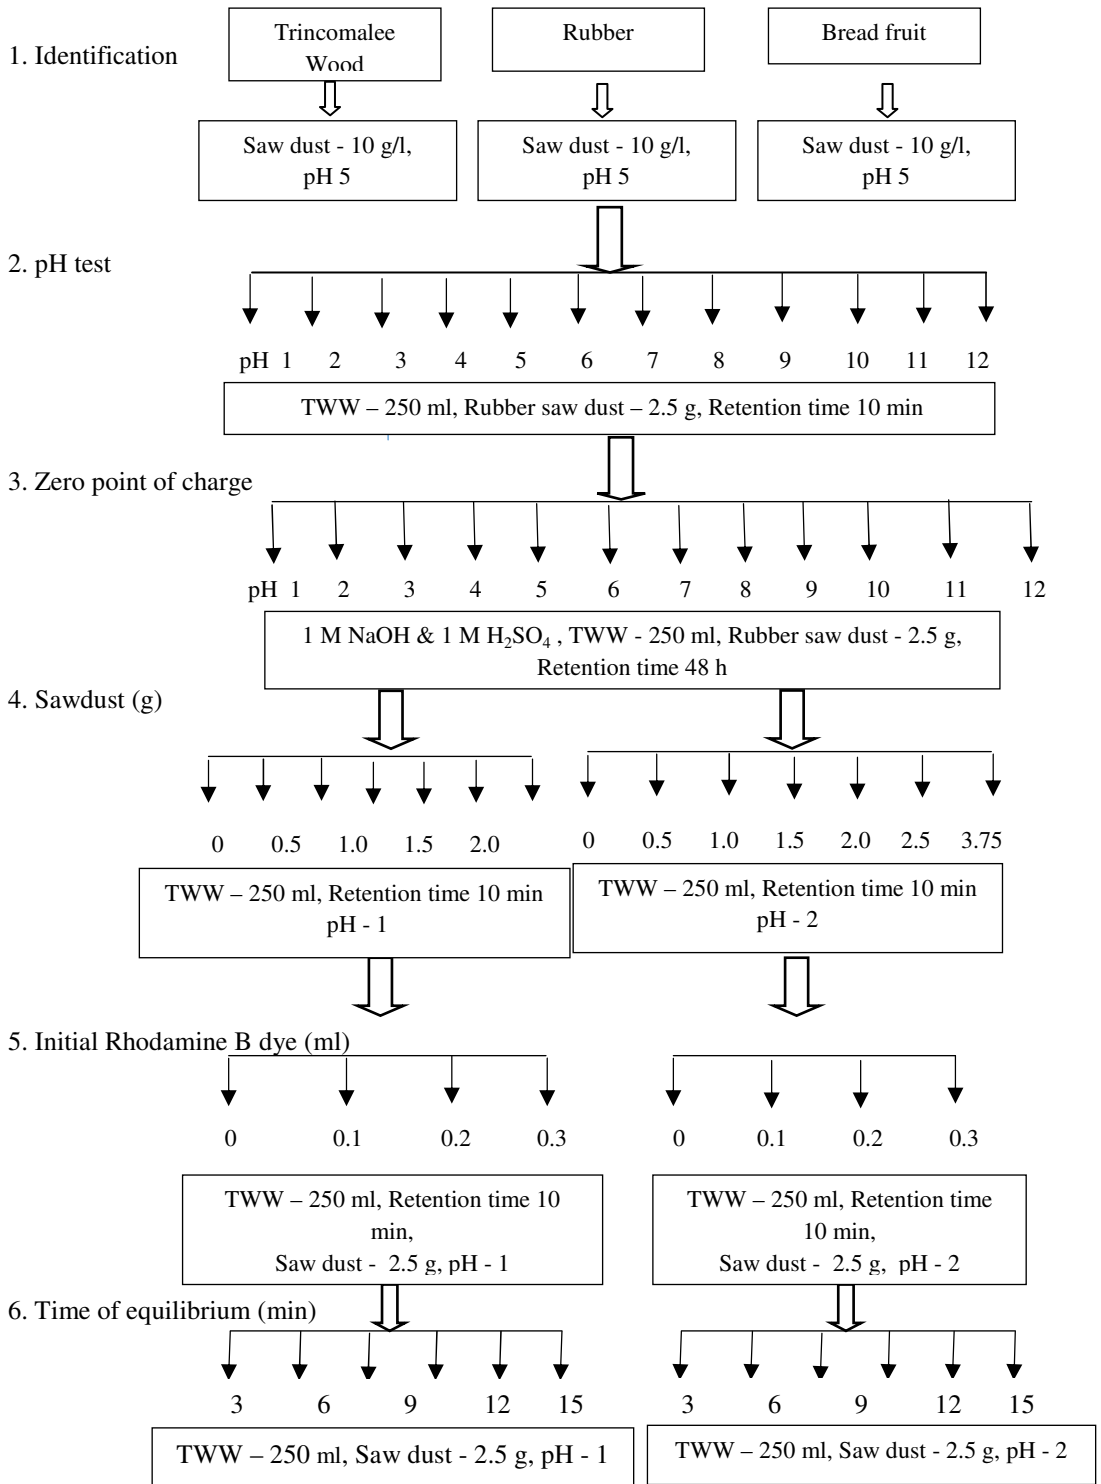 1. Identification
Trincomalee
Wood
Rubber
Bread fruit
Saw dust - 10 g/l,
pH 5
Saw dust - 10 g/l,
pH 5
Saw dust - 10 g/l,
pH 5
2. pH test
pH 1 2 3 4 5 6 7 8 9 10 11 12
TWW – 250 ml, Rubber saw dust – 2.5 g, Retention time 10 min
3. Zero point of charge
pH 1 2 3 4 5 6 7 8 9 10 11 12
1 M NaOH & 1 M H₂SO₄ , TWW - 250 ml, Rubber saw dust - 2.5 g,
Retention time 48 h
4. Sawdust (g)
0 0.5 1.0 1.5 2.0
TWW – 250 ml, Retention time 10 min
pH - 1
0 0.5 1.0 1.5 2.0 2.5 3.75
TWW – 250 ml, Retention time 10 min
pH - 2
5. Initial Rhodamine B dye (ml)
0 0.1 0.2 0.3
TWW – 250 ml, Retention time 10
min,
Saw dust - 2.5 g, pH - 1
0 0.1 0.2 0.3
TWW – 250 ml, Retention time
10 min,
Saw dust - 2.5 g, pH - 2
6. Time of equilibrium (min)
3 6 9 12 15
TWW – 250 ml, Saw dust - 2.5 g, pH - 1
3 6 9 12 15
TWW – 250 ml, Saw dust - 2.5 g, pH - 2